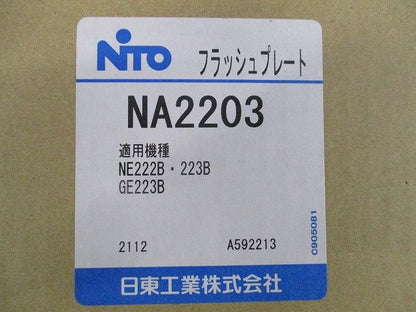 NITO フラッシュプレート
NA2203
適用機種
NE222B・223B
GE223B
2112 A592213
C905081
日東工業株式会社